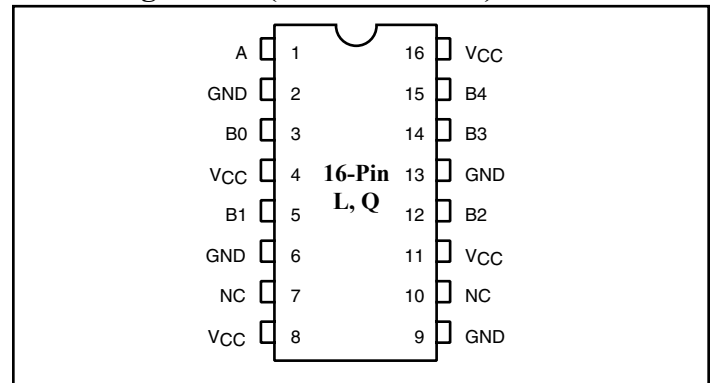 A 1 16 VCC
GND 2 15 B4
B0 3 14 B3
VCC 4 16-Pin 13 GND
B1 5 L, Q 12 B2
GND 6 11 VCC
NC 7 10 NC
VCC 8 9 GND